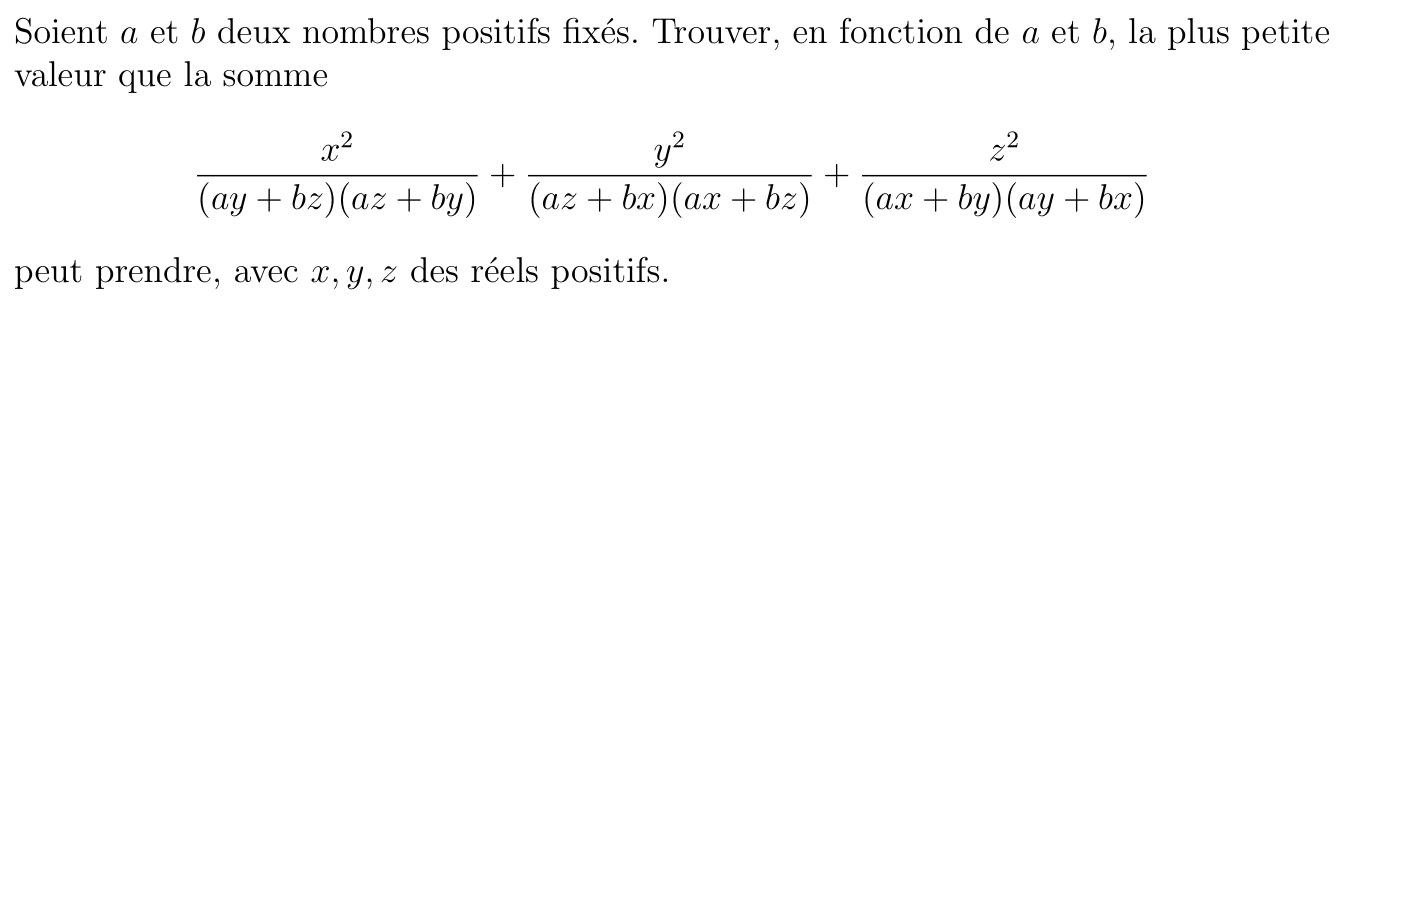 Soient a et b deux nombres positifs fixés. Trouver, en fonction de a et b, la plus petite
valeur que la somme
\frac{x^2}{(ay + bz)(az + by)} + \frac{y^2}{(az + bx)(ax + bz)} + \frac{z^2}{(ax + by)(ay + bx)}
peut prendre, avec x, y, z des réels positifs.